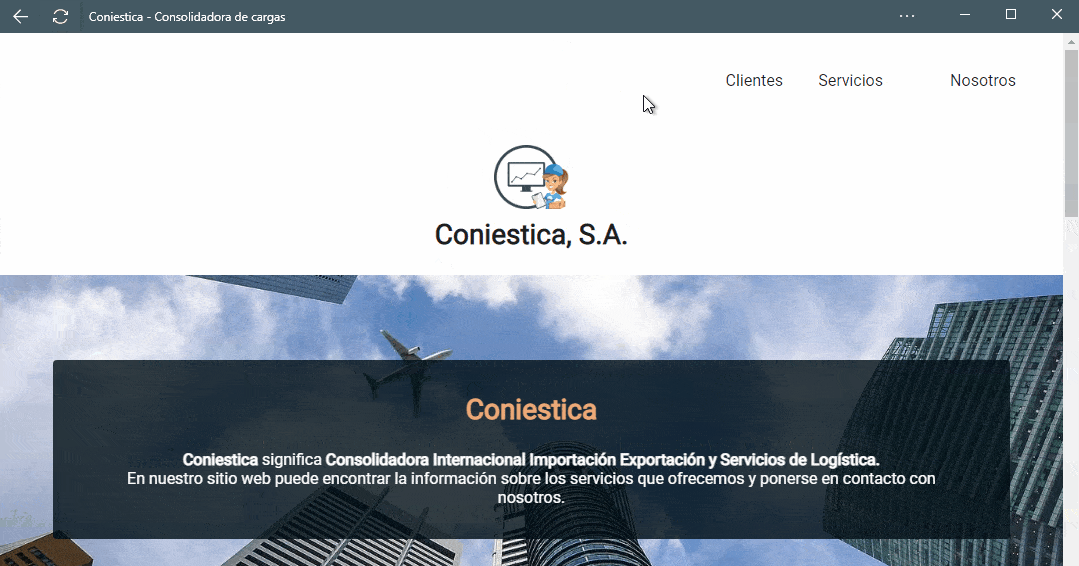 Coniestica - Consolidadora de cargas
Clientes Servicios Nosotros
Coniestica, S.A.
Coniestica
Coniestica significa Consolidadora Internacional Importación Exportación y Servicios de Logística.
En nuestro sitio web puede encontrar la información sobre los servicios que ofrecemos y ponerse en contacto con
nosotros.